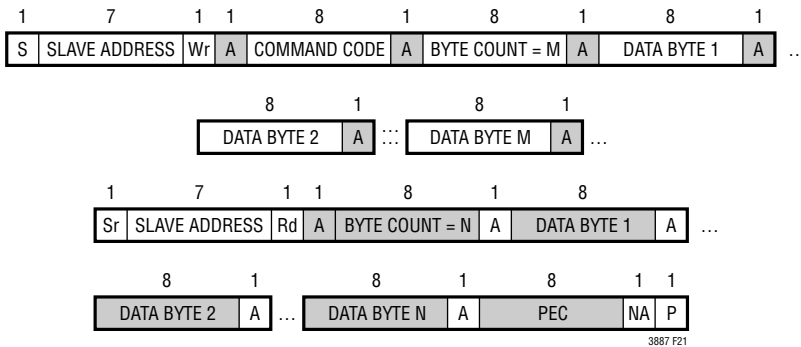 1 7 1 1 8 1 8 1 8 1
S SLAVE ADDRESS Wr A COMMAND CODE A BYTE COUNT = M A DATA BYTE 1 A …
8 1 8 1
DATA BYTE 2 A … DATA BYTE M A …
1 7 1 1 8 1 8 1
Sr SLAVE ADDRESS Rd A BYTE COUNT = N A DATA BYTE 1 A …
8 1 8 1 8 1 1
DATA BYTE 2 A … DATA BYTE N A PEC NA P
3887 F21